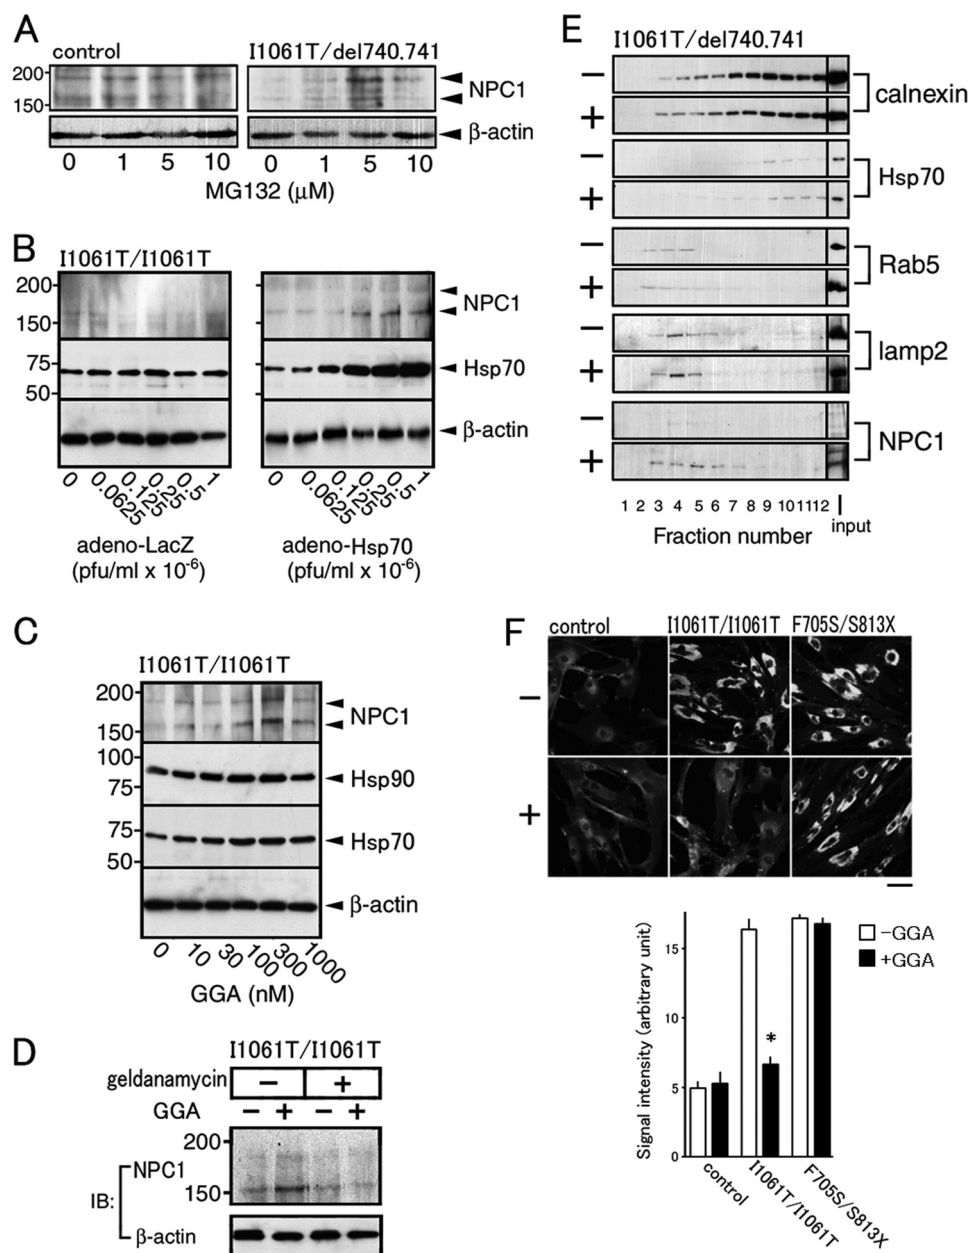 A
control
I1061T/del740.741
200
150
NPC1
β-actin
0 1 5 10 0 1 5 10
MG132 (μM)
B
I1061T/I1061T
200
150
NPC1
75
50
Hsp70
β-actin
0 0.0625 0.125 0.25 0.5 1
0 0.0625 0.125 0.25 0.5 1
adeno-LacZ
(pfu/ml x 10-6)
adeno-Hsp70
(pfu/ml x 10-6)
C
I1061T/I1061T
200
150
NPC1
100
75
Hsp90
75
50
Hsp70
β-actin
0 10 30 100 300 1000
GGA (nM)
D
I1061T/I1061T
geldanamycin − +
GGA − + − +
200
150
IB:
NPC1
β-actin
E
I1061T/del740.741
−
+
calnexin
−
+
Hsp70
−
+
Rab5
−
+
lamp2
−
+
NPC1
1 2 3 4 5 6 7 8 9 10 11 12
input
Fraction number
F
control I1061T/I1061T F705S/S813X
−
+
Signal intensity (arbitrary unit)
15
10
5
0
*
−GGA
+GGA
control
I1061T/I1061T
F705S/S813X